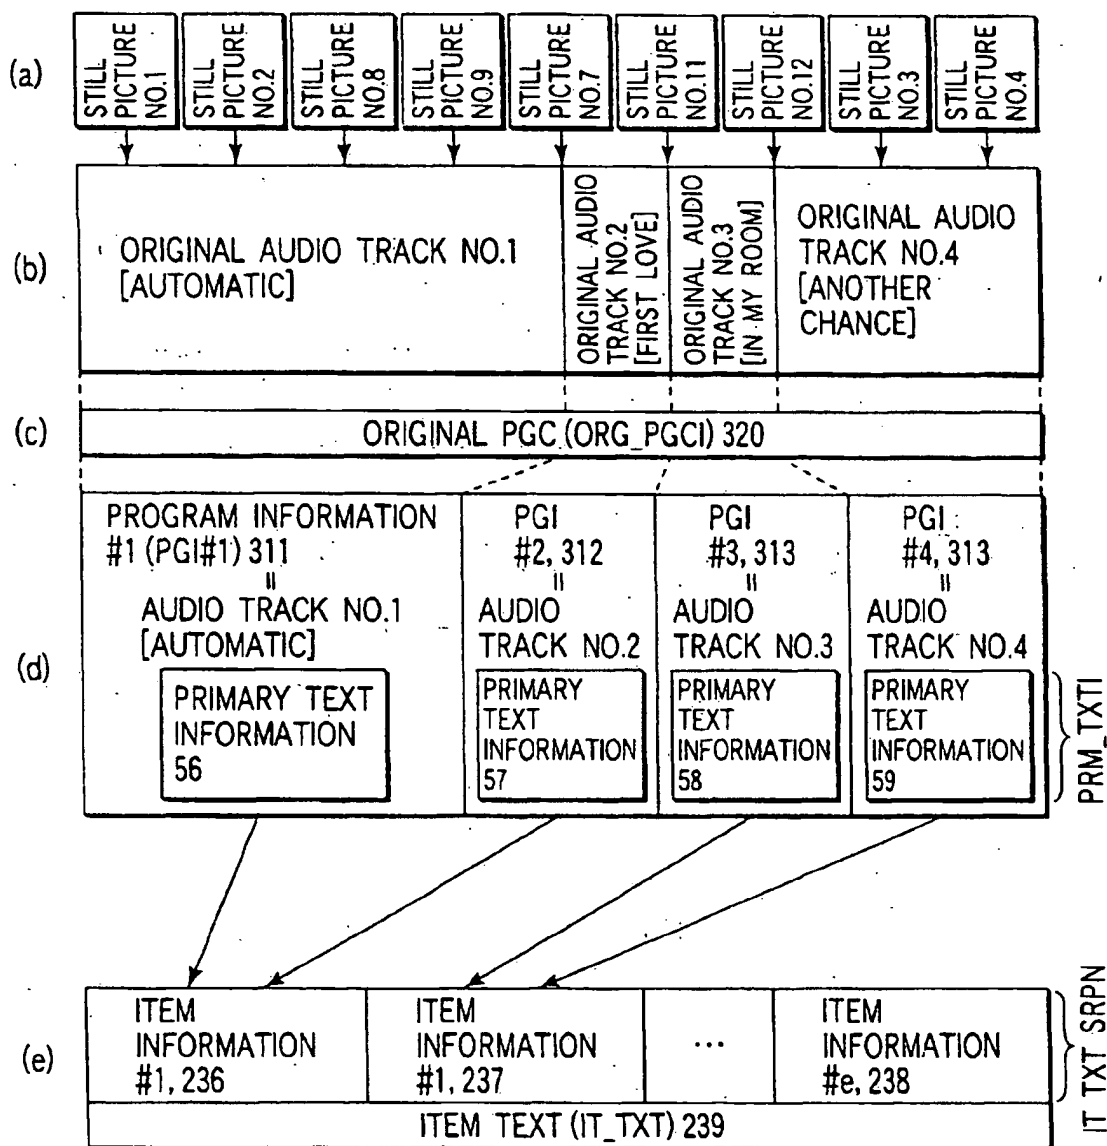 (a)
STILL
PICTURE
NO.1
STILL
PICTURE
NO.2
STILL
PICTURE
NO.8
STILL
PICTURE
NO.9
STILL
PICTURE
NO.7
STILL
PICTURE
NO.11
STILL
PICTURE
NO.12
STILL
PICTURE
NO.3
STILL
PICTURE
NO.4
(b)
ORIGINAL AUDIO TRACK NO.1
[AUTOMATIC]
ORIGINAL AUDIO
TRACK NO.2
[FIRST LOVE]
ORIGINAL AUDIO
TRACK NO.3
[IN MY ROOM]
ORIGINAL AUDIO
TRACK NO.4
[ANOTHER
CHANCE]
(c)
ORIGINAL PGC (ORG_PGCI) 320
(d)
PROGRAM INFORMATION
#1 (PGI#1) 311
=
AUDIO TRACK NO.1
[AUTOMATIC]
PRIMARY TEXT
INFORMATION
56
PGI
#2, 312
=
AUDIO
TRACK NO.2
PRIMARY
TEXT
INFORMATION
57
PGI
#3, 313
=
AUDIO
TRACK NO.3
PRIMARY
TEXT
INFORMATION
58
PGI
#4, 313
=
AUDIO
TRACK NO.4
PRIMARY
TEXT
INFORMATION
59
PRM_TXTI
(e)
ITEM
INFORMATION
#1, 236
ITEM
INFORMATION
#1, 237
...
ITEM
INFORMATION
#e, 238
IT TXT SRPN
ITEM TEXT (IT_TXT) 239